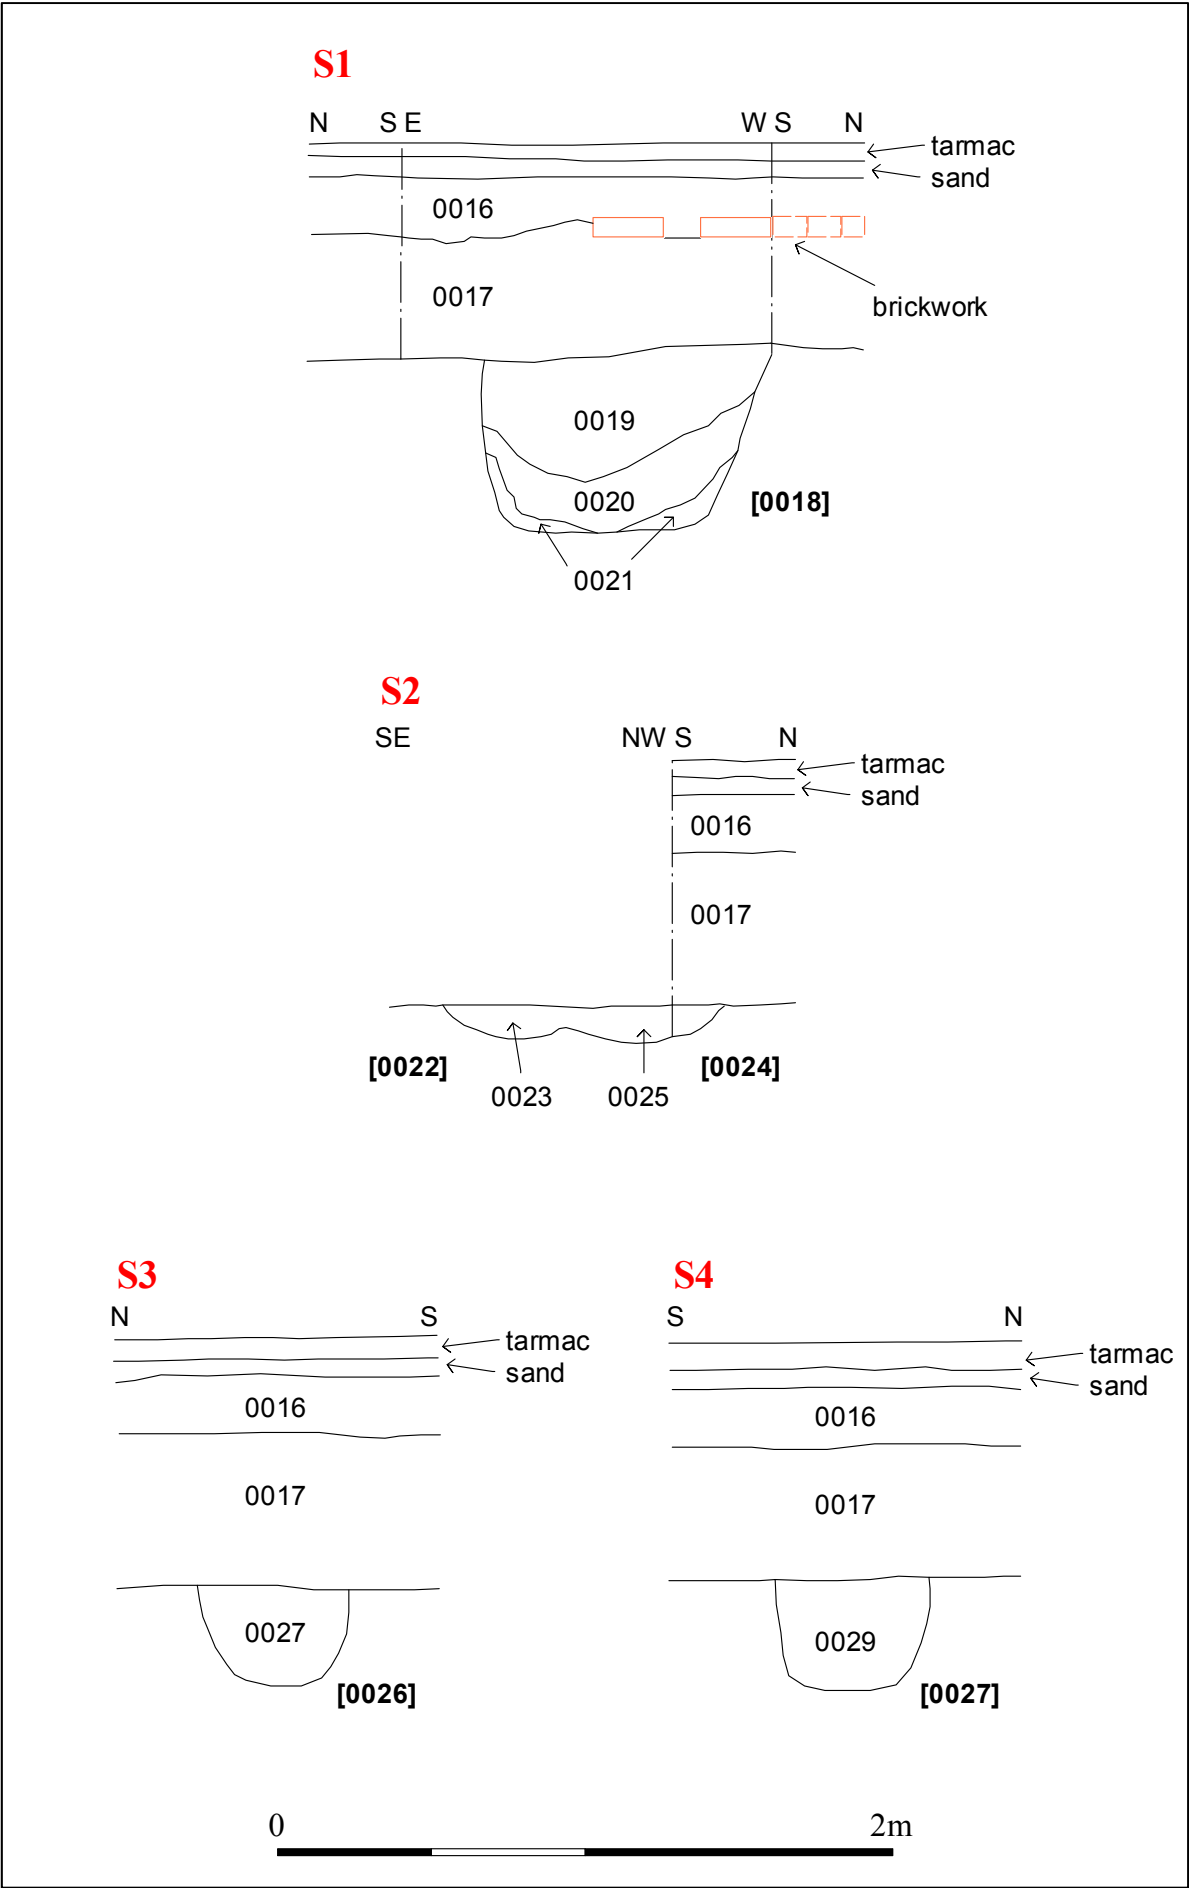 S1
N S E W S N
tarmac
sand
0016
0017
brickwork
0019
0020
[0018]
0021
S2
SE NW S N
tarmac
sand
0016
0017
[0022] [0024]
0023 0025
S3
N S
tarmac
sand
0016
0017
0027
[0026]
S4
S N
tarmac
sand
0016
0017
0029
[0027]
0 2m